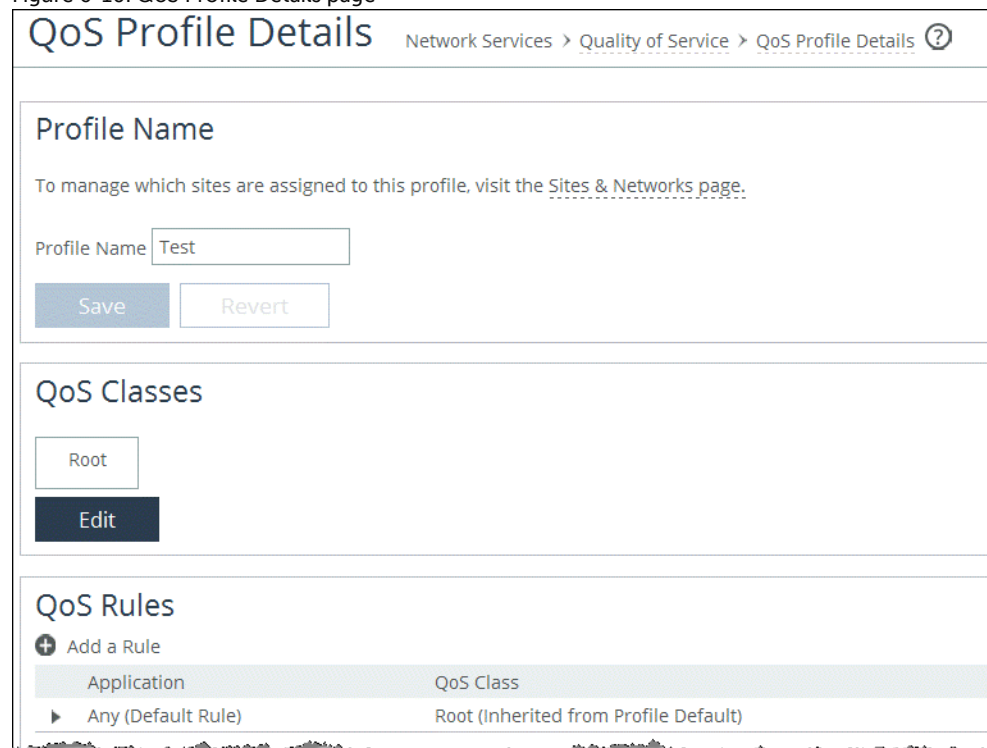 QoS Profile Details Network Services > Quality of Service > QoS Profile Details ?
Profile Name
To manage which sites are assigned to this profile, visit the Sites & Networks page.
Profile Name Test
Save Revert
QoS Classes
Root
Edit
QoS Rules
Add a Rule
Application QoS Class
Any (Default Rule) Root (Inherited from Profile Default)